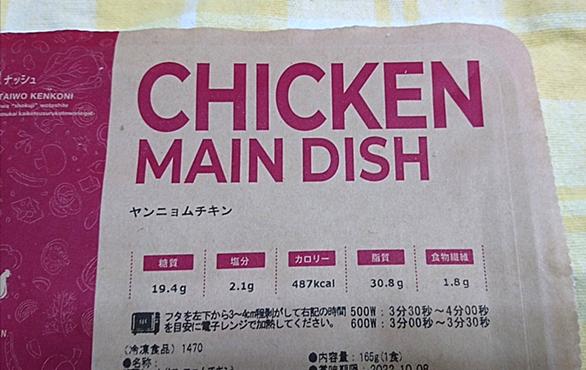 ナッシュ
TAIWO KENKONI
CHICKEN
MAIN DISH
ヤンニョムチキン
糖質 塩分 カロリー 脂質 食物繊維
19.4g 2.1g 487kcal 30.8g 1.8g
フタを左下から3~4cm程剥がして右記の時間 500W:3分30秒~4分00秒
を目安に電子レンジで加熱してください。 600W:3分00秒~3分30秒
(冷凍食品) 1470
●名称: ●内容量:165g(1食)